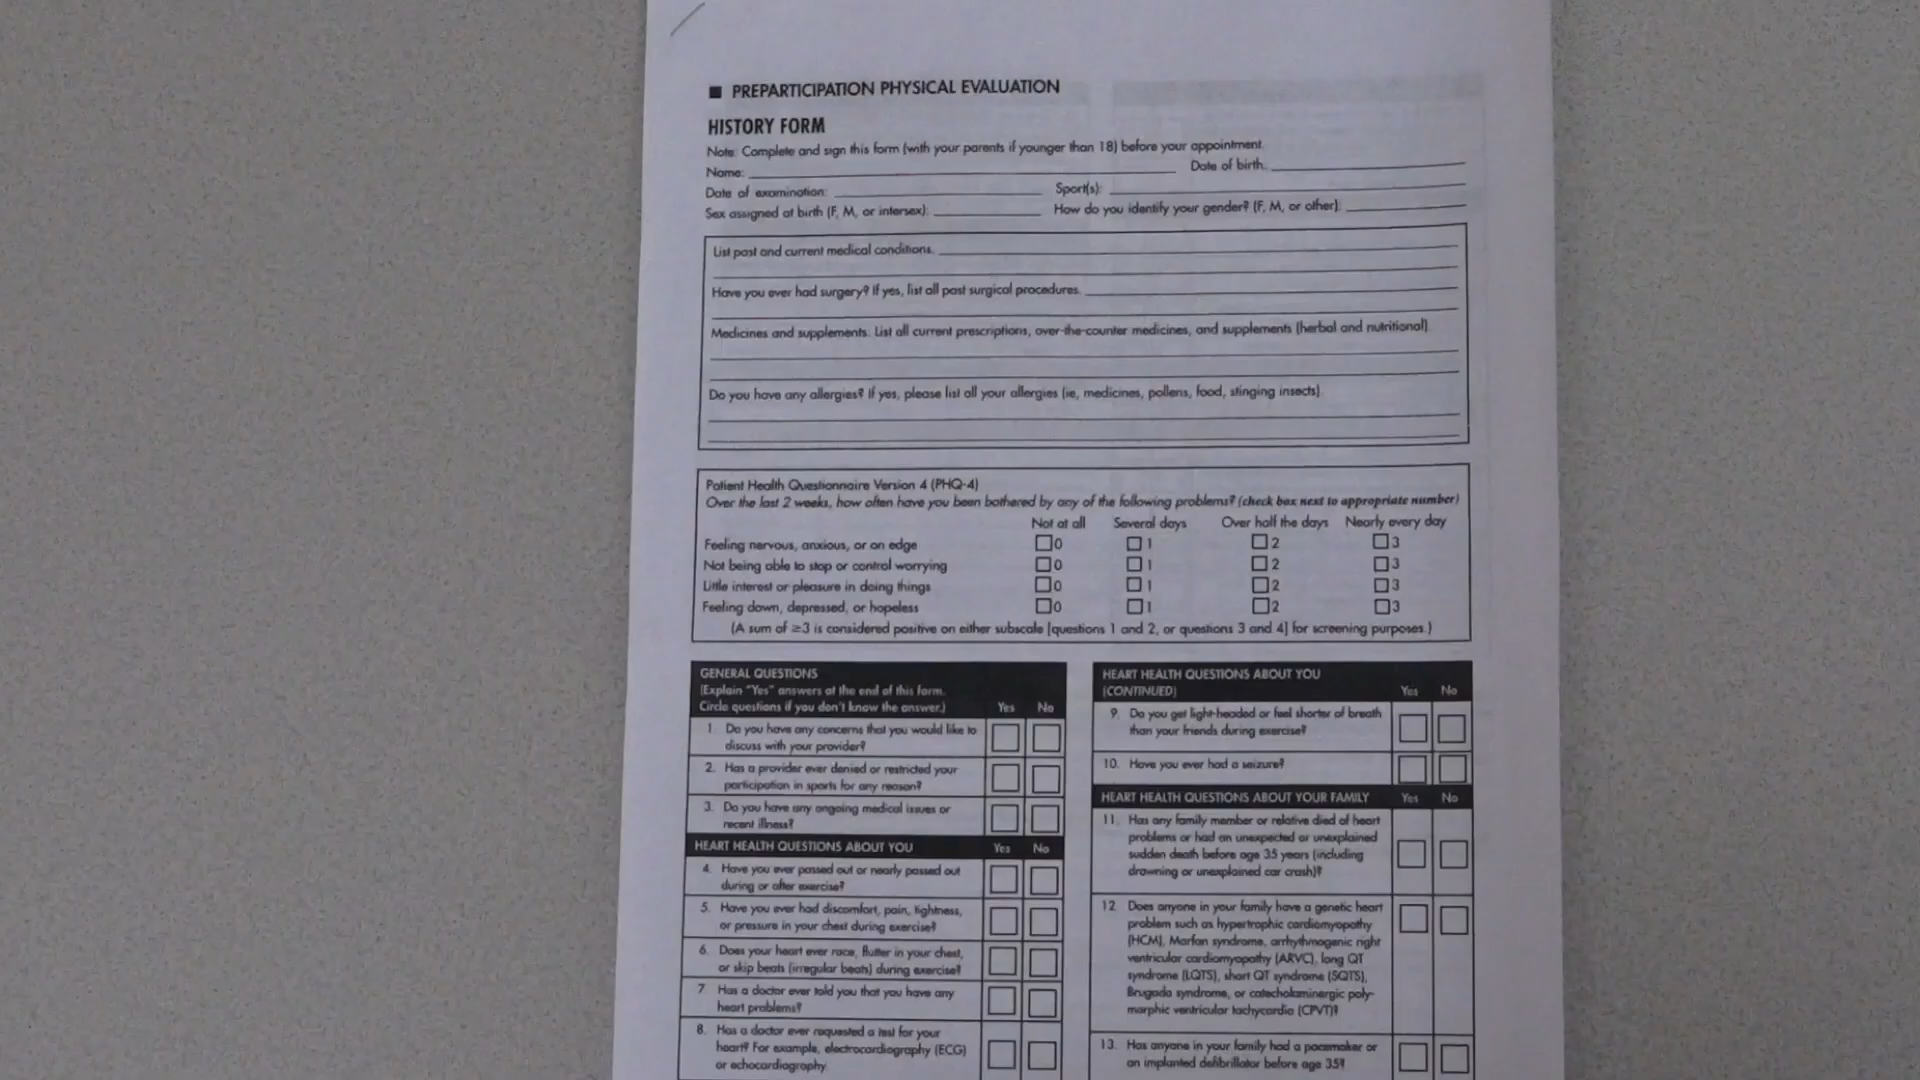 ■ PREPARTICIPATION PHYSICAL EVALUATION
HISTORY FORM
Note: Complete and sign this form (with your parents if younger than 18) before your appointment.
Name: Date of birth:
Date of examination: Sport(s):
Sex assigned at birth (F, M, or intersex): How do you identify your gender? (F, M, or other):
List past and current medical conditions.
Have you ever had surgery? If yes, list all past surgical procedures.
Medicines and supplements: List all current prescriptions, over-the-counter medicines, and supplements (herbal and nutritional).
Do you have any allergies? If yes, please list all your allergies (ie, medicines, pollens, food, stinging insects).
Patient Health Questionnaire Version 4 (PHQ-4)
Over the last 2 weeks, how often have you been bothered by any of the following problems? (check box next to appropriate number)
Not at all Several days Over half the days Nearly every day
Feeling nervous, anxious, or on edge 0 1 2 3
Not being able to stop or control worrying 0 1 2 3
Little interest or pleasure in doing things 0 1 2 3
Feeling down, depressed, or hopeless 0 1 2 3
(A sum of ≥3 is considered positive on either subscale [questions 1 and 2, or questions 3 and 4] for screening purposes.)
GENERAL QUESTIONS
(Explain "Yes" answers at the end of this form.
Circle questions if you don't know the answer.) Yes No
1. Do you have any concerns that you would like to
discuss with your provider?
2. Has a provider ever denied or restricted your
participation in sports for any reason?
3. Do you have any ongoing medical issues or
recent illness?
HEART HEALTH QUESTIONS ABOUT YOU Yes No
4. Have you ever passed out or nearly passed out
during or after exercise?
5. Have you ever had discomfort, pain, tightness,
or pressure in your chest during exercise?
6. Does your heart ever race, flutter in your chest,
or skip beats (irregular beats) during exercise?
7. Has a doctor ever told you that you have any
heart problems?
8. Has a doctor ever requested a test for your
heart? For example, electrocardiography (ECG)
or echocardiography.
HEART HEALTH QUESTIONS ABOUT YOU
(CONTINUED) Yes No
9. Do you get light-headed or feel shorter of breath
than your friends during exercise?
10. Have you ever had a seizure?
HEART HEALTH QUESTIONS ABOUT YOUR FAMILY Yes No
11. Has any family member or relative died of heart
problems or had an unexpected or unexplained
sudden death before age 35 years (including
drowning or unexplained car crash)?
12. Does anyone in your family have a genetic heart
problem such as hypertrophic cardiomyopathy
(HCM), Marfan syndrome, arrhythmogenic right
ventricular cardiomyopathy (ARVC), long QT
syndrome (LQTS), short QT syndrome (SQTS),
Brugada syndrome, or catecholaminergic poly-
morphic ventricular tachycardia (CPVT)?
13. Has anyone in your family had a pacemaker or
an implanted defibrillator before age 35?